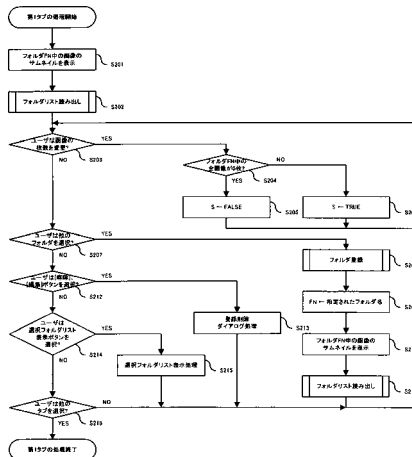 第1タブの処理開始
フォルダFN中の画像の
サムネイルを表示
S201
フォルダリスト読み出し
S202
ユーザは画像の
枚数を変更?
YES
S203
NO
フォルダFN中の
全画像が0枚?
NO
S204
YES
S ← FALSE
S205
S ← TRUE
ユーザは他の
フォルダを選択?
YES
S207
NO
フォルダ登録
FN ← 指定されたフォルダ名
フォルダFN中の画像の
サムネイルを表示
フォルダリスト読み出し
ボタンを選択?
YES
S212
NO
登録削除
ダイアログ処理
S213
ユーザは
選択フォルダリスト
表示ボタンを
選択?
YES
S214
NO
選択フォルダリスト表示処理
S215
ユーザは他の
タブを選択?
NO
S216
YES
第1タブの処理終了